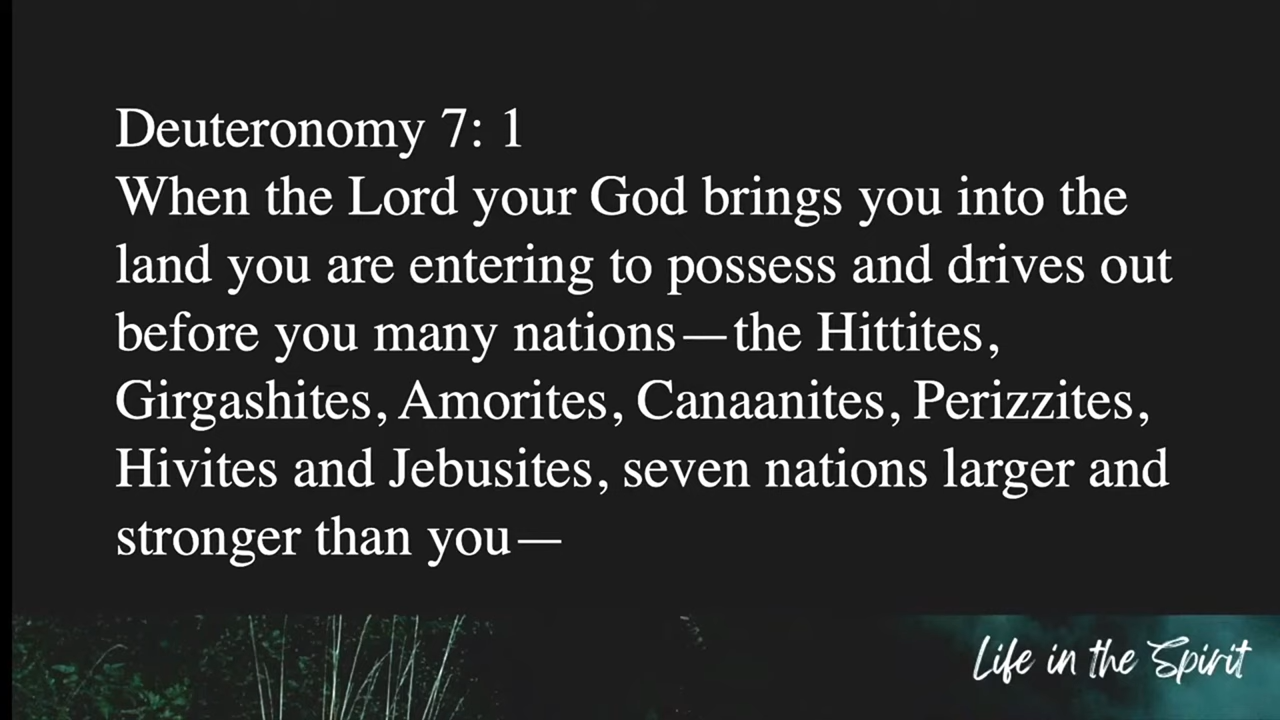 Deuteronomy 7: 1
When the Lord your God brings you into the
land you are entering to possess and drives out
before you many nations—the Hittites,
Girgashites, Amorites, Canaanites, Perizzites,
Hivites and Jebusites, seven nations larger and
stronger than you—
Life in the Spirit